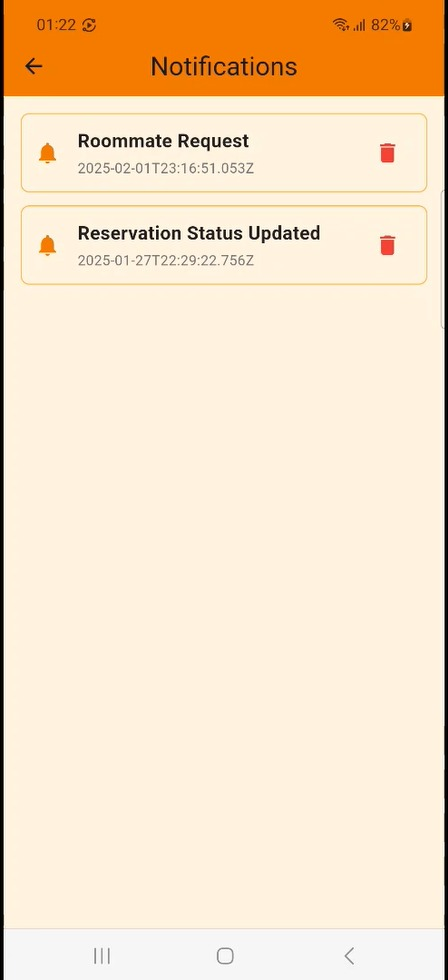 01:22
82%
Notifications
Roommate Request
2025-02-01T23:16:51.053Z
Reservation Status Updated
2025-01-27T22:29:22.756Z